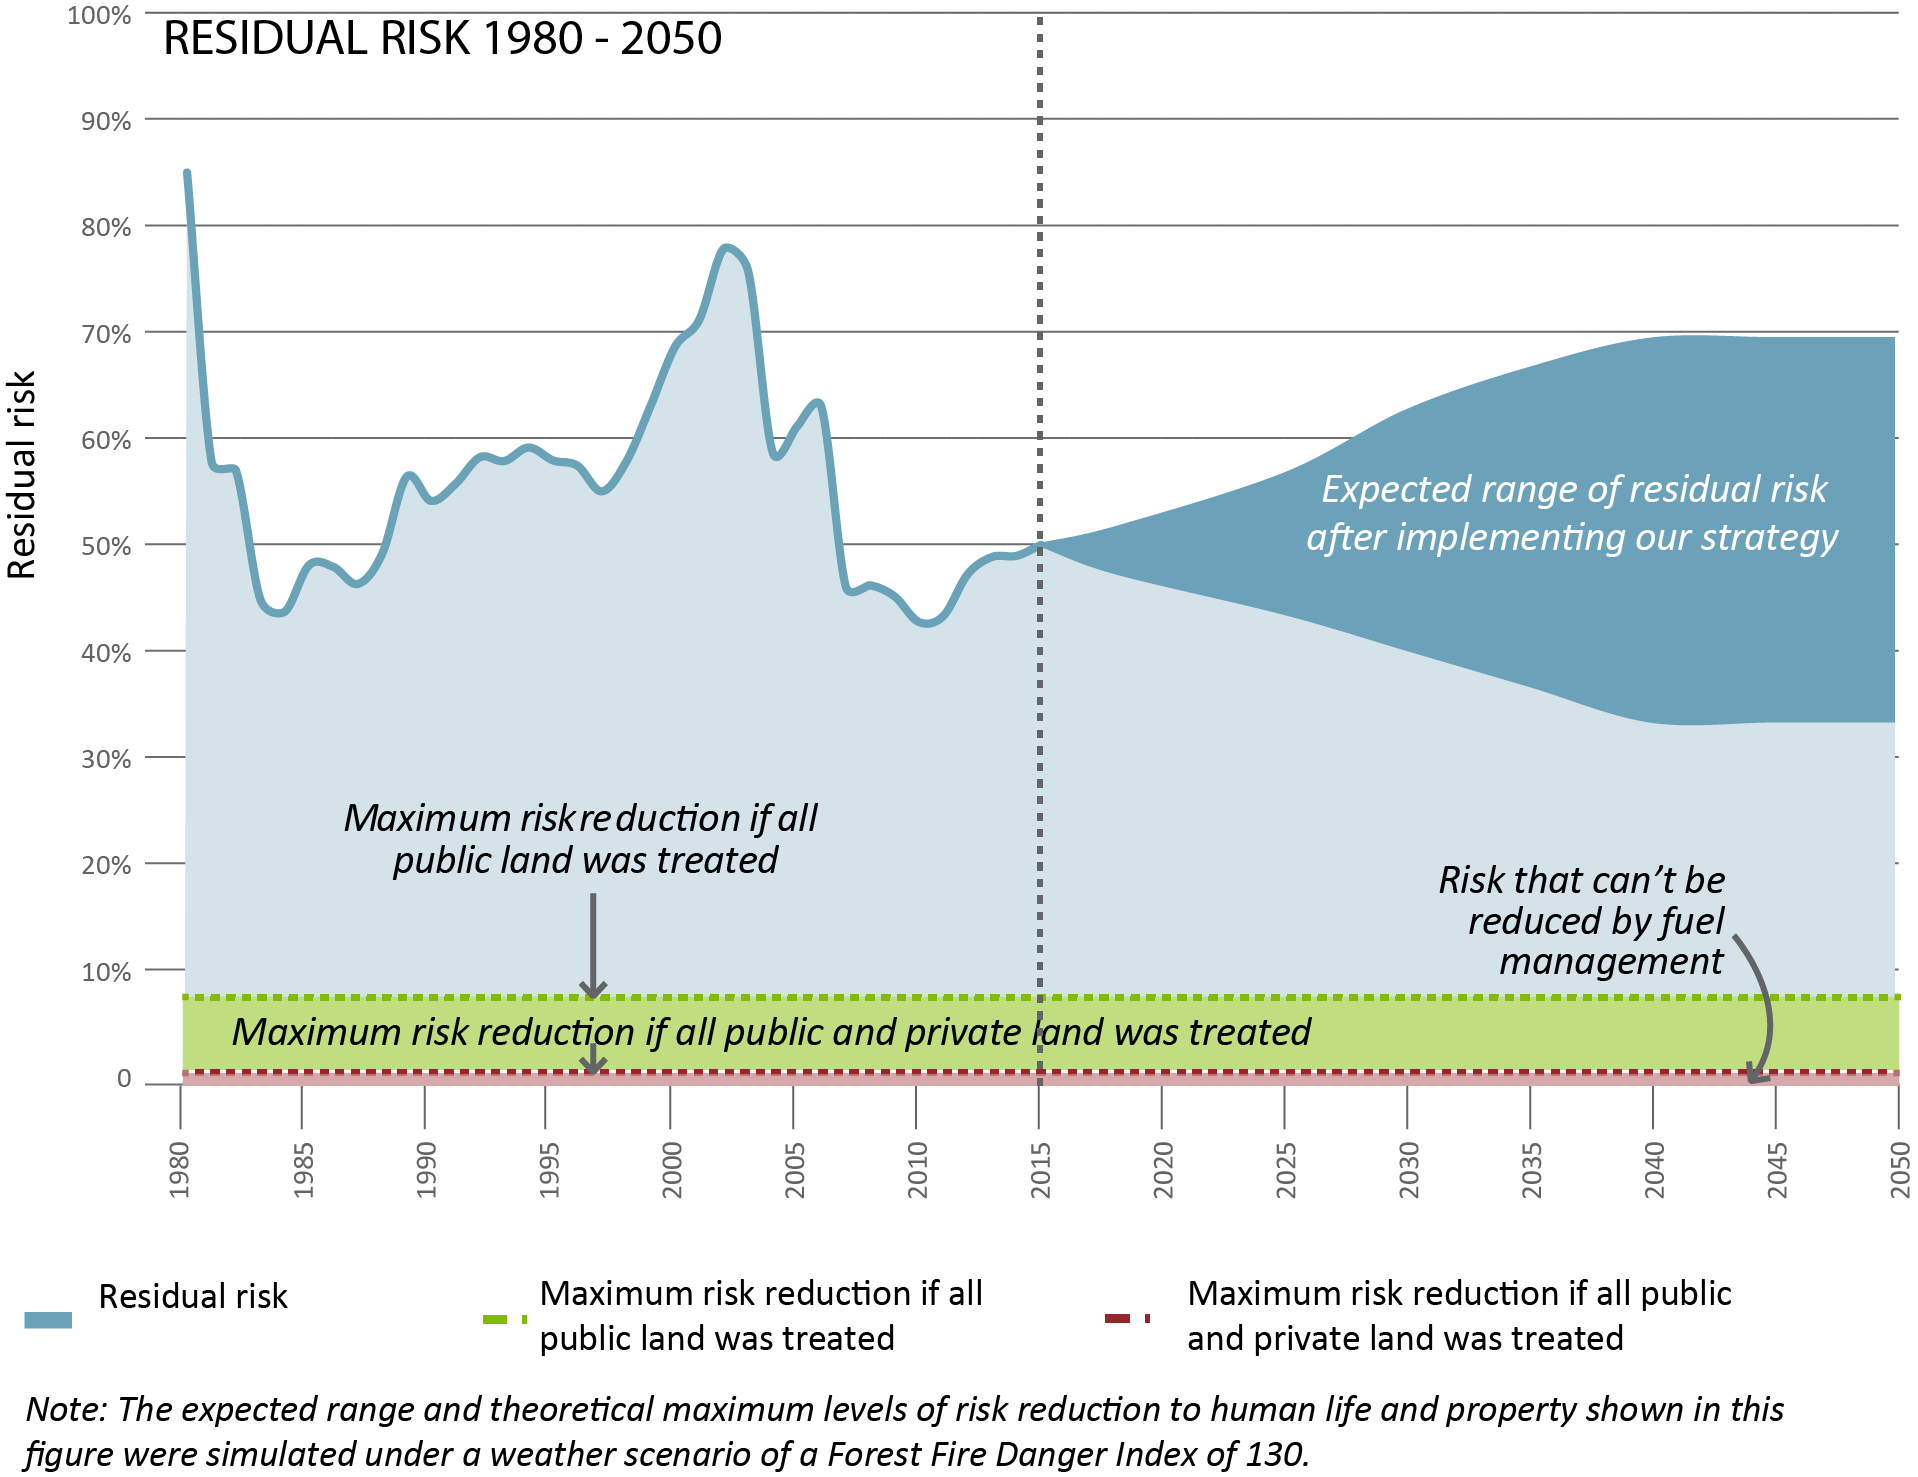 RESIDUAL RISK 1980 - 2050
100%
90%
80%
70%
60%
50%
40%
30%
20%
10%
0
Residual risk
Expected range of residual risk
after implementing our strategy
Maximum risk reduction if all
public land was treated
Risk that can't be
reduced by fuel
management
Maximum risk reduction if all public and private land was treated
1980
1985
1990
1995
2000
2005
2010
2015
2020
2025
2030
2035
2040
2045
2050
Residual risk
Maximum risk reduction if all
public land was treated
Maximum risk reduction if all public
and private land was treated
Note: The expected range and theoretical maximum levels of risk reduction to human life and property shown in this
figure were simulated under a weather scenario of a Forest Fire Danger Index of 130.